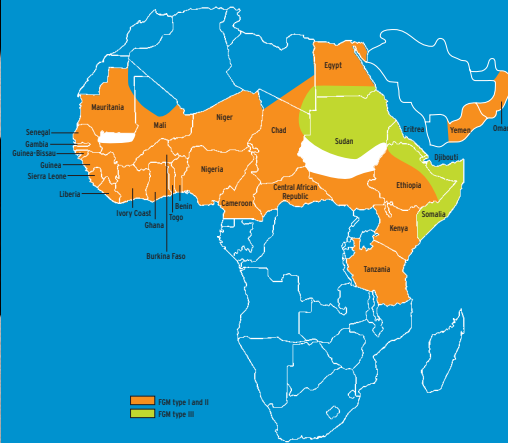 Egypt
Mauritania
Mali
Niger
Chad
Sudan
Eritrea
Yemen
Oman
Senegal
Gambia
Guinea-Bissau
Guinea
Sierra Leone
Liberia
Ivory Coast
Ghana
Burkina Faso
Togo
Benin
Nigeria
Cameroon
Central African
Republic
Djibouti
Ethiopia
Somalia
Kenya
Tanzania
FGM type I and II
FGM type III